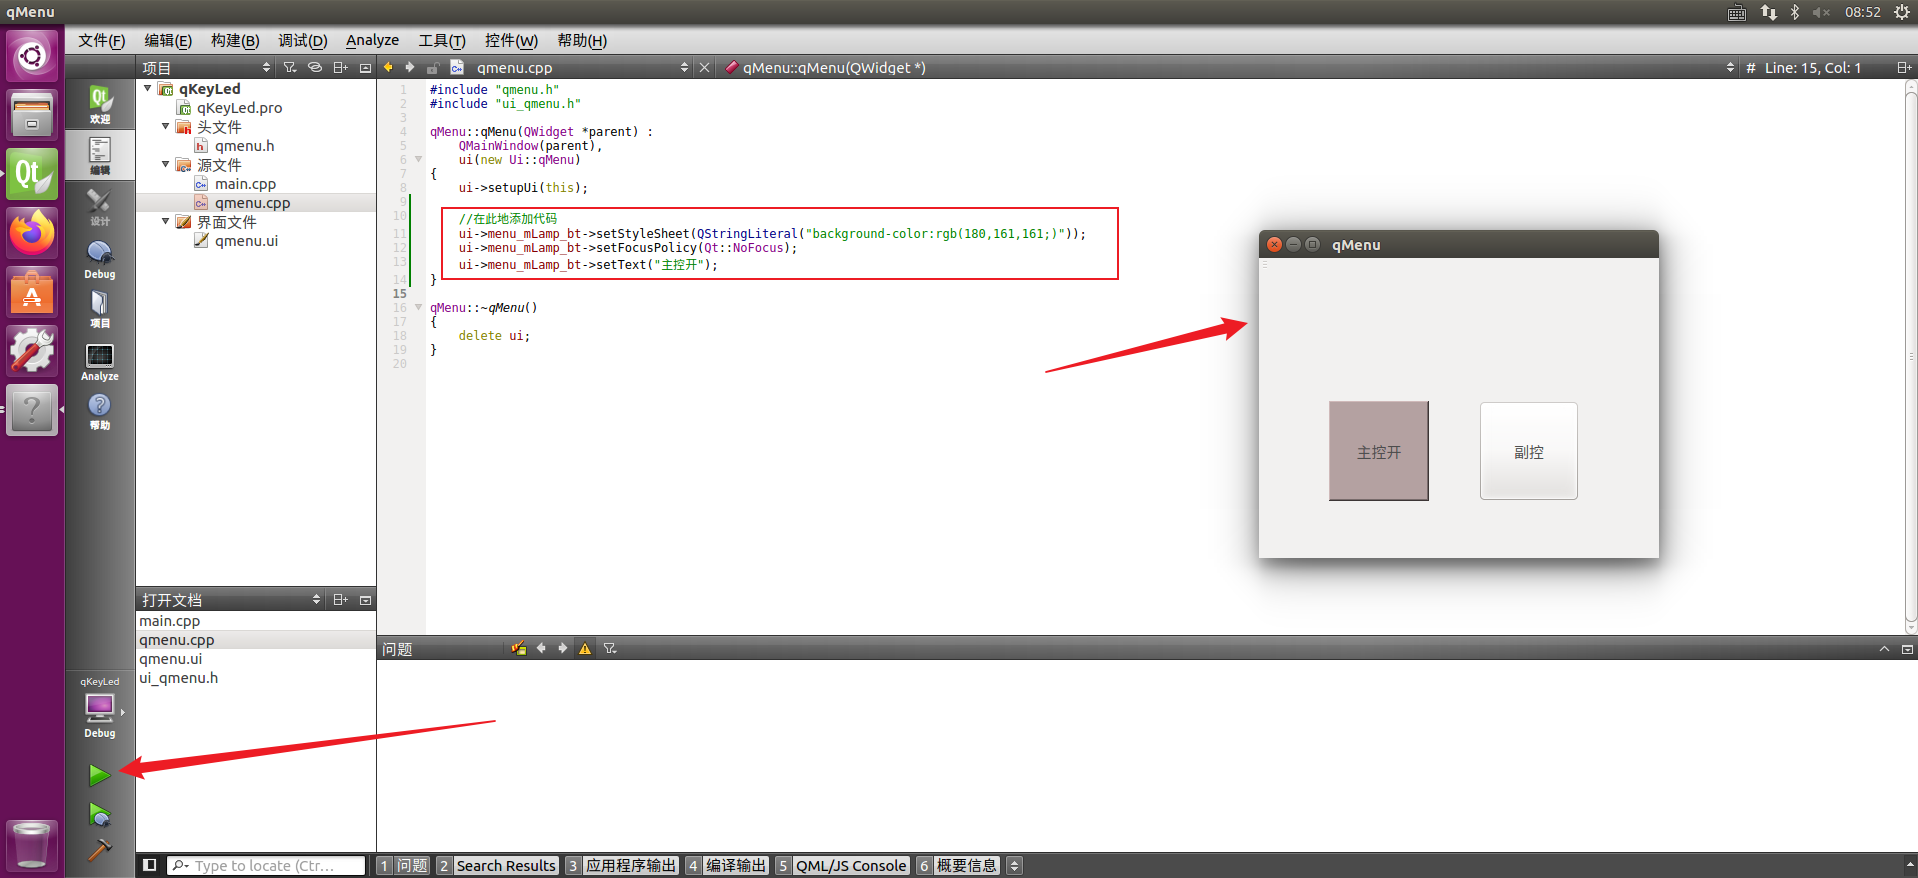 qMenu
08:52
文件(F) 编辑(E) 构建(B) 调试(D) Analyze 工具(T) 控件(W) 帮助(H)
项目
qmenu.cpp
qMenu::qMenu(QWidget *)
# Line: 15, Col: 1
欢迎
编辑
设计
Debug
项目
Analyze
帮助
qKeyLed
Debug
qKeyLed
qKeyLed.pro
头文件
qmenu.h
源文件
main.cpp
qmenu.cpp
界面文件
qmenu.ui
打开文档
main.cpp
qmenu.cpp
qmenu.ui
ui_qmenu.h
1 #include "qmenu.h"
2 #include "ui_qmenu.h"
3
4 qMenu::qMenu(QWidget *parent) :
5 QMainWindow(parent),
6 ui(new Ui::qMenu)
7 {
8 ui->setupUi(this);
9
10 //在此地添加代码
11 ui->menu_mLamp_bt->setStyleSheet(QStringLiteral("background-color:rgb(180,161,161;)"));
12 ui->menu_mLamp_bt->setFocusPolicy(Qt::NoFocus);
13 ui->menu_mLamp_bt->setText("主控开");
14 }
15
16 qMenu::~qMenu()
17 {
18 delete ui;
19 }
20
qMenu
主控开
副控
问题
Type to locate (Ctr...
1 问题 2 Search Results 3 应用程序输出 4 编译输出 5 QML/JS Console 6 概要信息